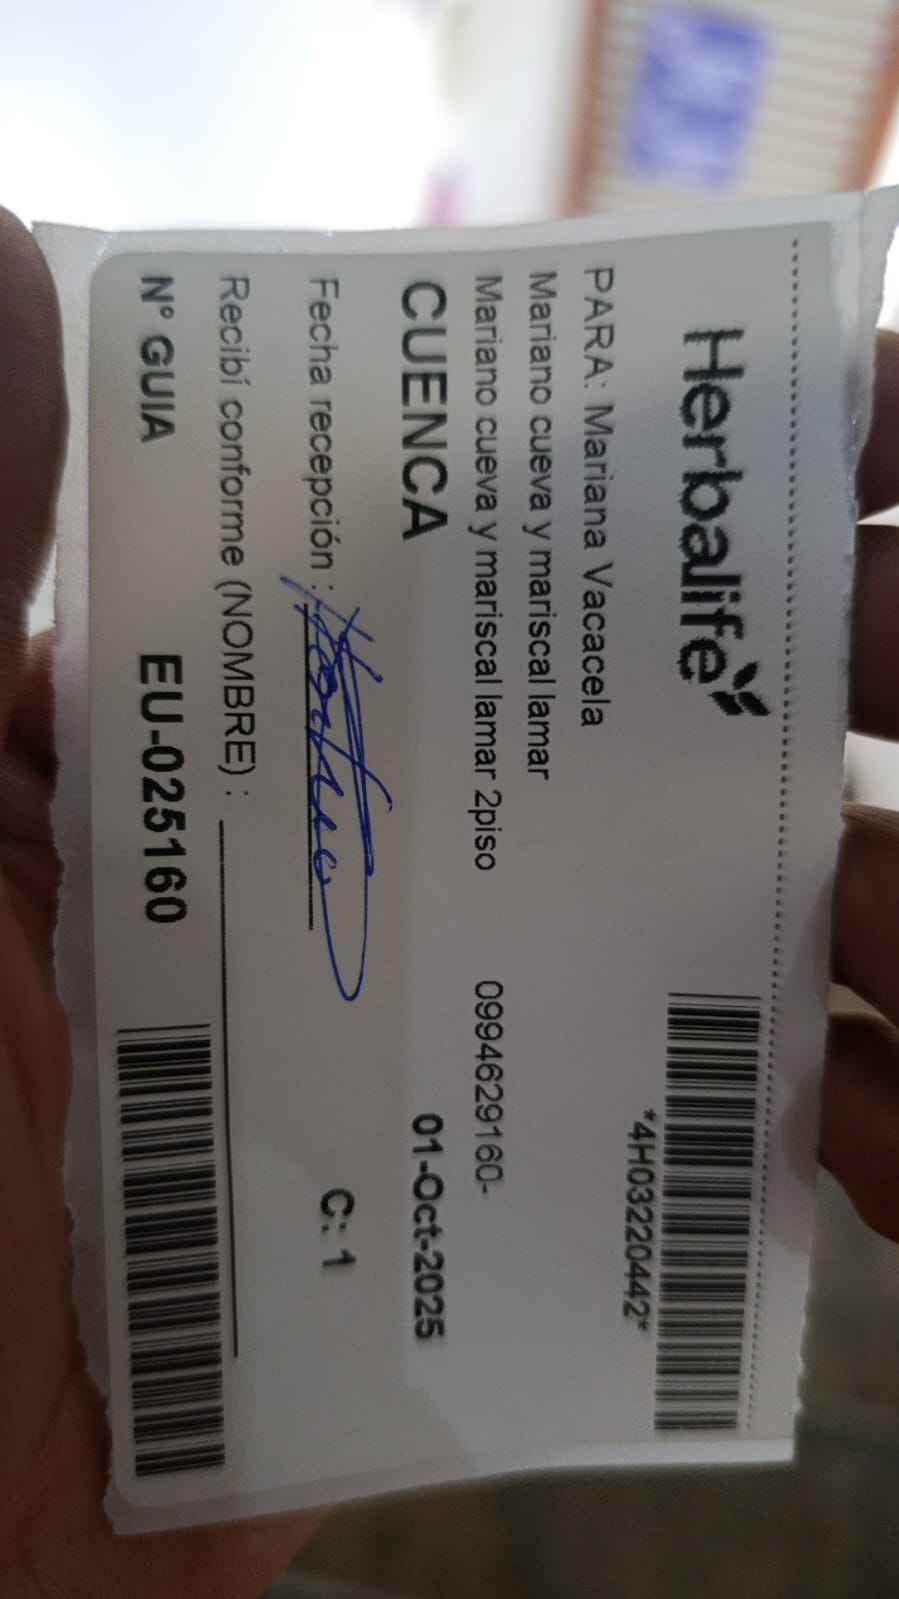 Herbalife
*4H03220442*
PARA: Mariana Vacacela
Mariano cueva y mariscal lamar
Mariano cueva y mariscal lamar 2piso 0994629160-
CUENCA 01-Oct-2025
Fecha recepción : C: 1
Recibí conforme (NOMBRE) :
Nº GUIA EU-025160